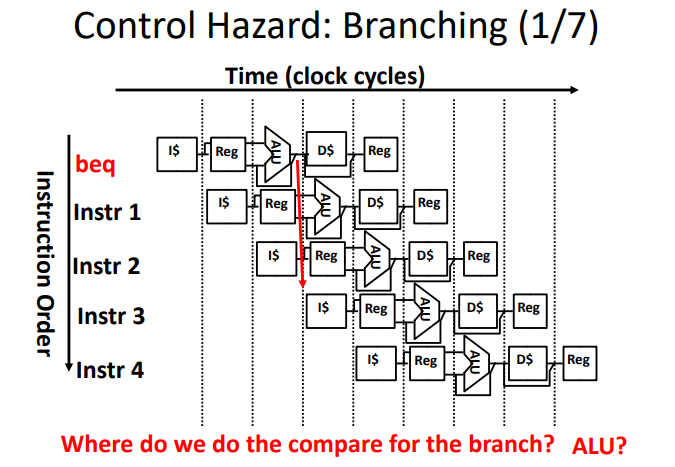 Control Hazard: Branching (1/7)
Time (clock cycles)
Instruction Order
beq
I$ Reg ALU D$ Reg
Instr 1
I$ Reg ALU D$ Reg
Instr 2
I$ Reg ALU D$ Reg
Instr 3
I$ Reg ALU D$ Reg
Instr 4
I$ Reg ALU D$ Reg
Where do we do the compare for the branch? ALU?